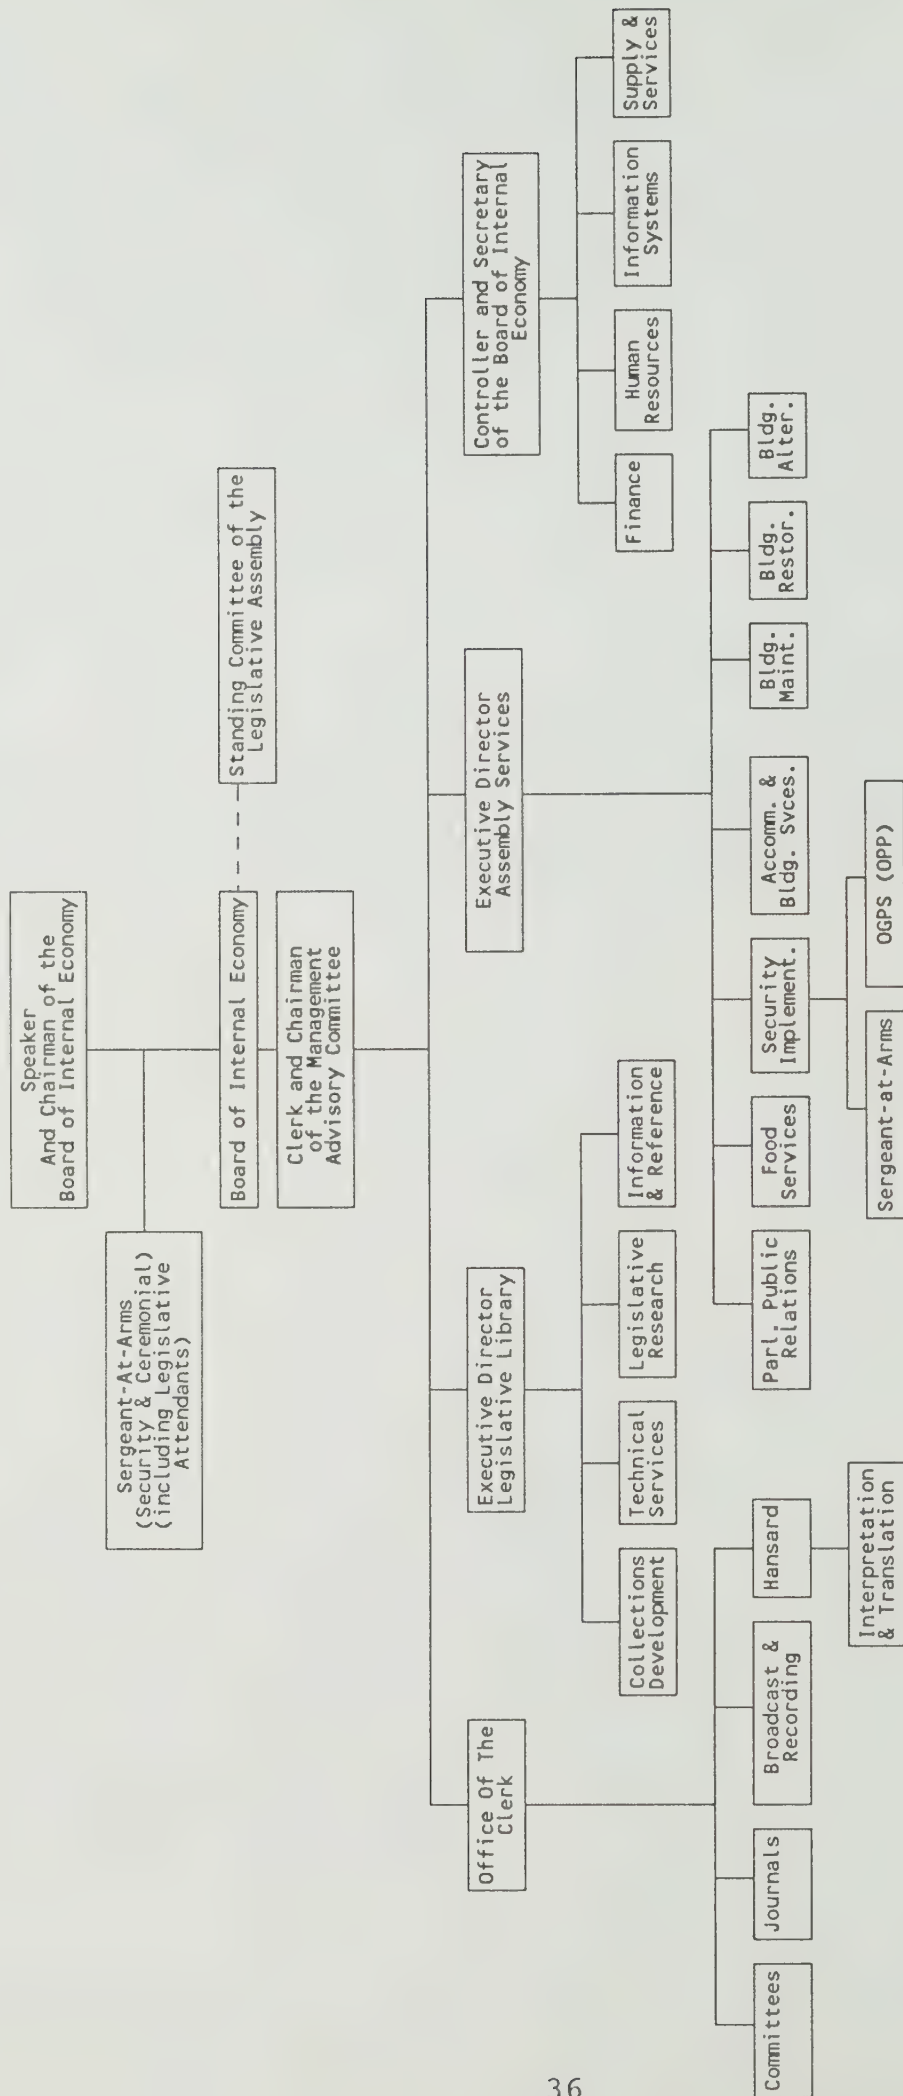 Speaker
And Chairman of the
Board of Internal Economy
Sergeant-At-Arms
(Security & Ceremonial)
(including Legislative
Attendants)
Board of Internal Economy
Standing Committee of the
Legislative Assembly
Clerk and Chairman
of the Management
Advisory Committee
Office Of The
Clerk
Executive Director
Legislative Library
Executive Director
Assembly Services
Controller and Secretary
of the Board of Internal
Economy
Collections
Development
Technical
Services
Legislative
Research
Information
& Reference
Finance
Human
Resources
Information
Systems
Supply &
Services
Committees
Journals
Broadcast &
Recording
Hansard
Parl. Public
Relations
Food
Services
Security
Implement.
Accomm. &
Bldg. Svces.
Bldg.
Maint.
Bldg.
Restor.
Bldg.
Alter.
Interpretation
& Translation
Sergeant-at-Arms
OGPS (OPP)
36